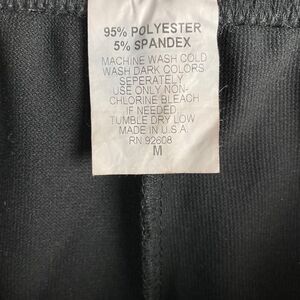 95% POLYESTER
5% SPANDEX
MACHINE WASH COLD
WASH DARK COLORS
SEPERATELY
USE ONLY NON-
CHLORINE BLEACH
IF NEEDED
TUMBLE DRY LOW
MADE IN U.S.A.
RN 92608
M